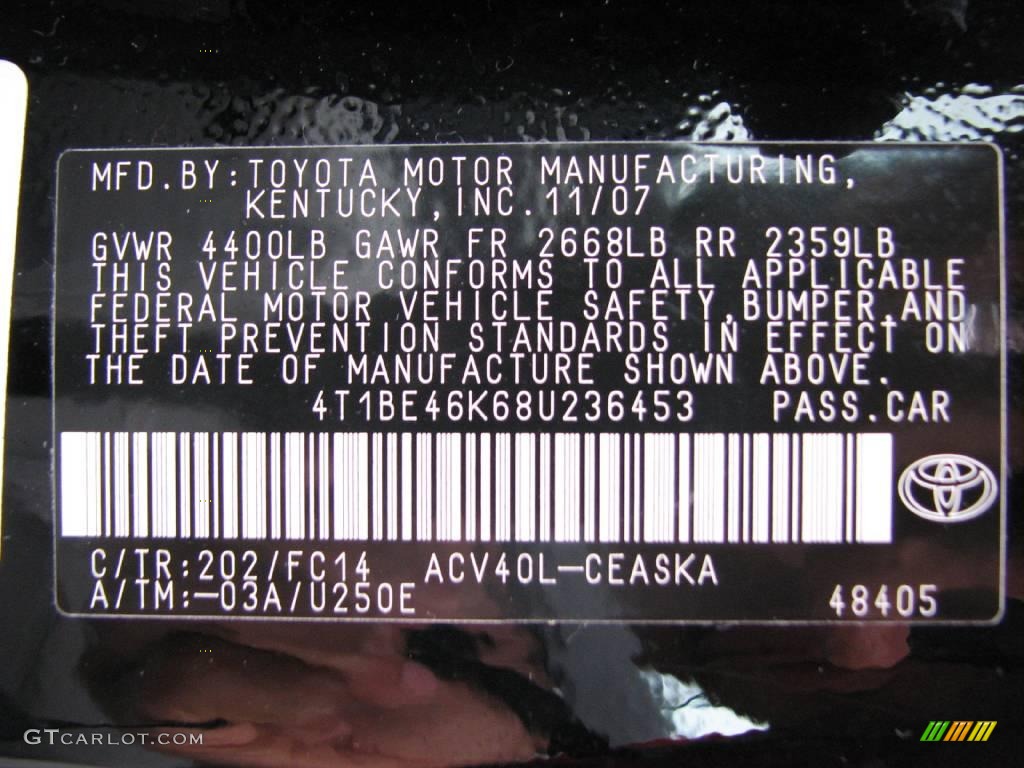 MFD.BY:TOYOTA MOTOR MANUFACTURING,
KENTUCKY,INC.11/07
GVWR 4400LB GAWR FR 2668LB RR 2359LB
THIS VEHICLE CONFORMS TO ALL APPLICABLE
FEDERAL MOTOR VEHICLE SAFETY,BUMPER,AND
THEFT PREVENTION STANDARDS IN EFFECT ON
THE DATE OF MANUFACTURE SHOWN ABOVE.
4T1BE46K68U236453 PASS.CAR
C/TR:202/FC14 ACV40L-CEASKA
A/TM:-03A/U250E
48405
GTCARLOT.COM